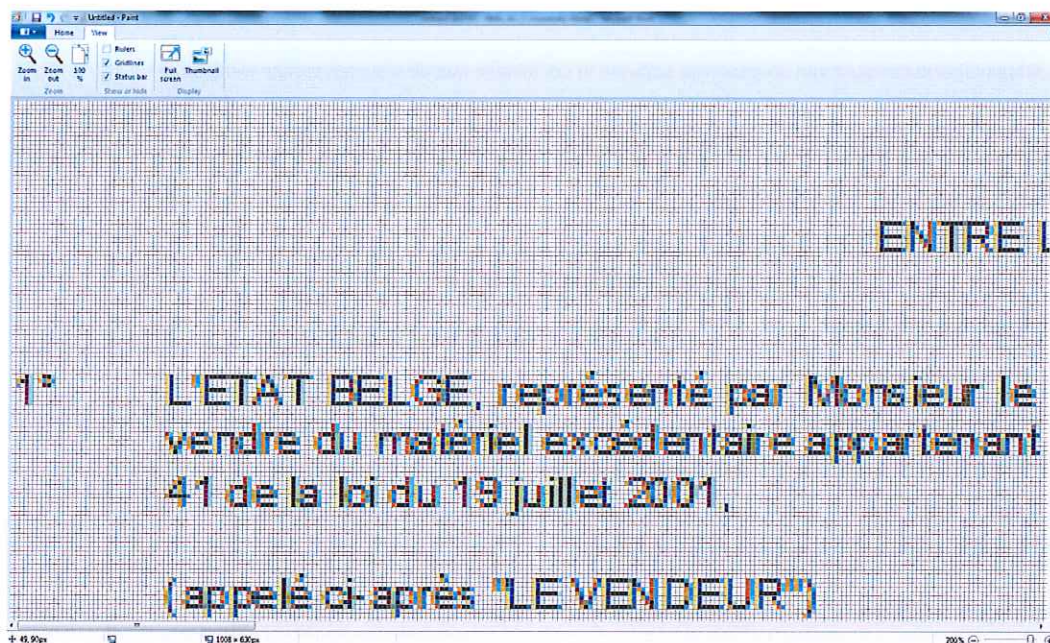 Untitled - Paint
Home View
Zoom in
Zoom out
100 %
Rulers
Gridlines
Status bar
Full screen
Thumbnail
Zoom
Show or hide
Display
ENTRE L
1° L'ETAT BELGE, représenté par Monsieur le
vendre du matériel excédentaire appartenant
41 de la loi du 19 juillet 2001,
(appelé ci-après "LE VENDEUR")
49, 90px
1008 × 630px
200%